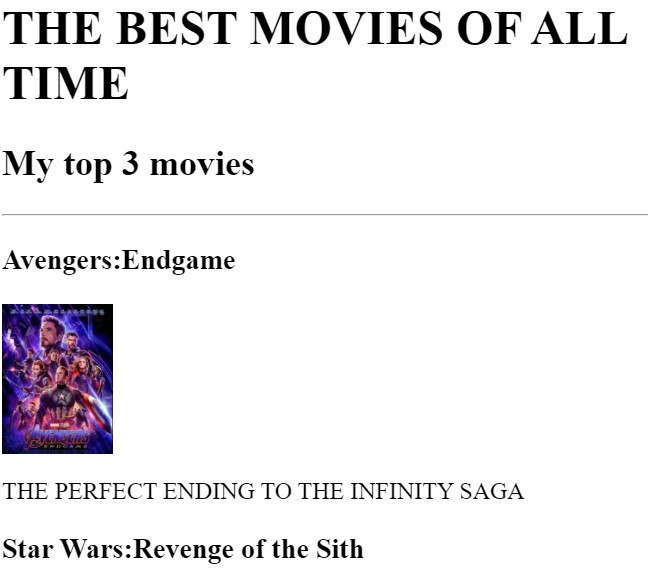 THE BEST MOVIES OF ALL
TIME
My top 3 movies
Avengers:Endgame
AVENGERS
ENDGAME
THE PERFECT ENDING TO THE INFINITY SAGA
Star Wars:Revenge of the Sith